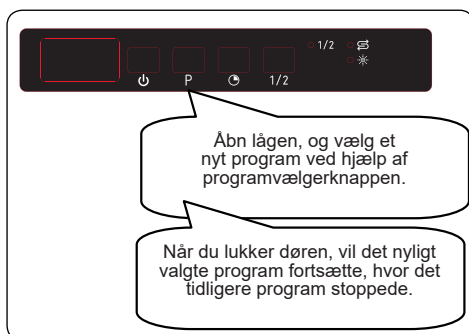 1/2
P
1/2
Åbn lågen, og vælg et
nyt program ved hjælp af
programvælgerknappen.
Når du lukker døren, vil det nyligt
valgte program fortsætte, hvor det
tidligere program stoppede.